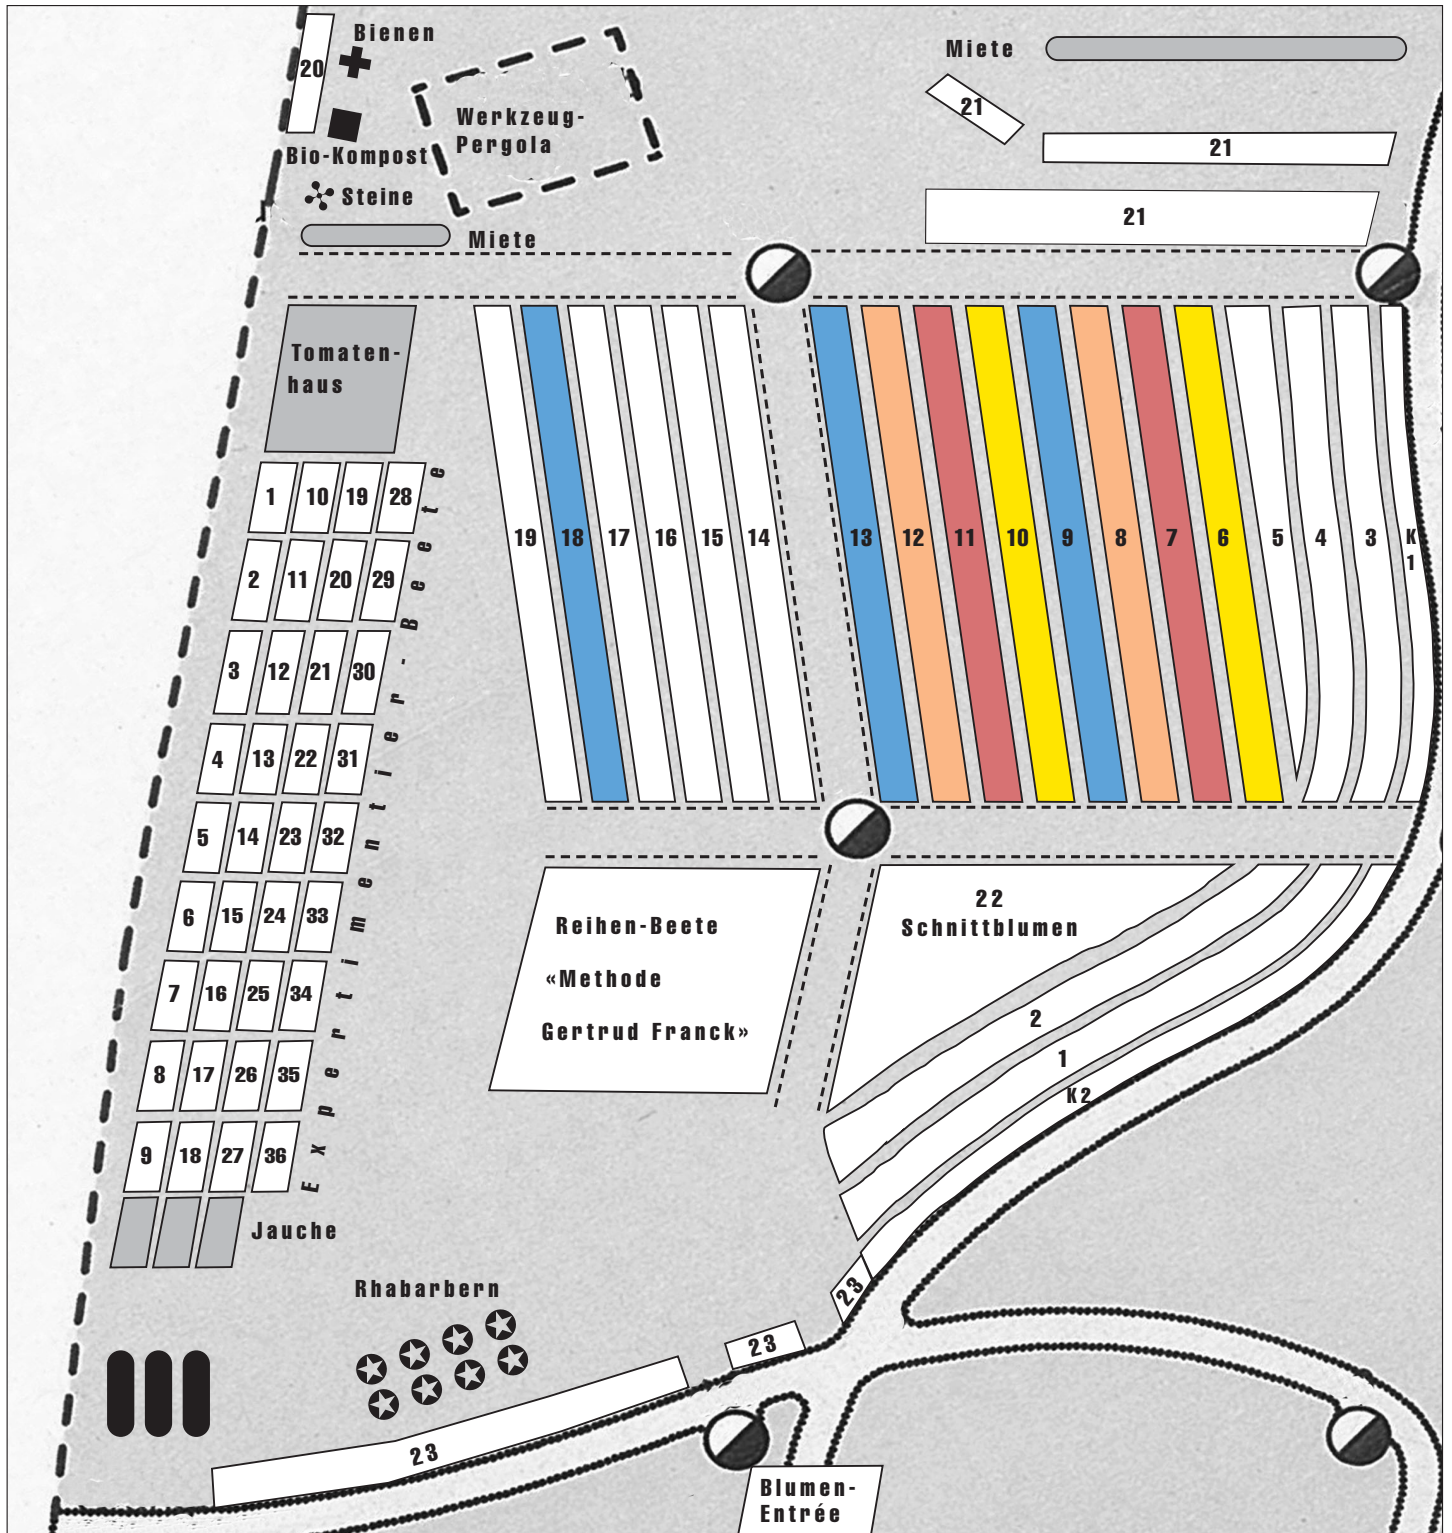 Bienen
20
Bio-Kompost
Steine
Miete
Werkzeug-
Pergola
Miete
21
21
21
Tomaten-
haus
1 10 19 28
2 11 20 29
3 12 21 30
4 13 22 31
5 14 23 32
6 15 24 33
7 16 25 34
8 17 26 35
9 18 27 36
Experimentier-Beete
Jauche
19 18 17 16 15 14
13 12 11 10 9 8 7 6 5 4 3 K
1
Reihen-Beete
«Methode
Gertrud Franck»
22
Schnittblumen
2
1
K2
Rhabarbern
23
23
23
Blumen-
Entrée